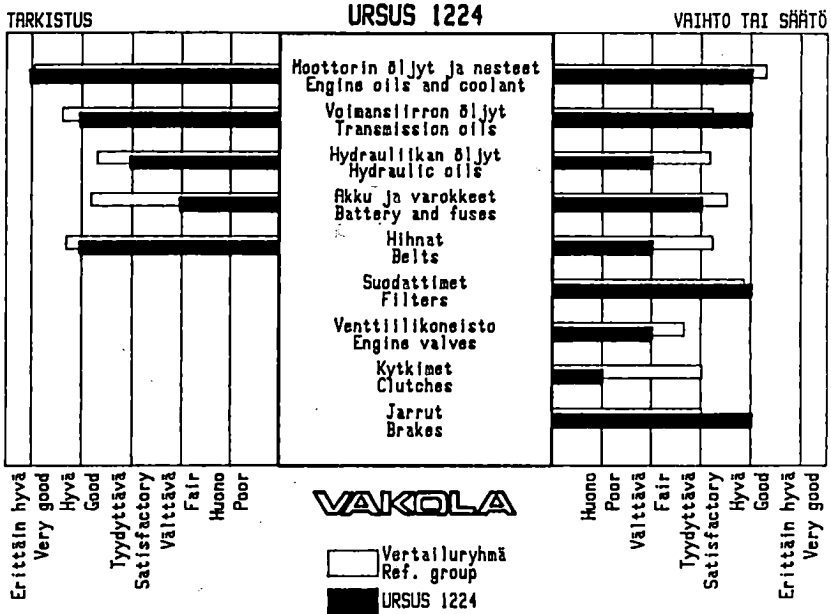 TARKISTUS
URSUS 1224
VAIHTO TAI SÄÄTÖ
Moottorin öljyt ja nesteet
Engine oils and coolant
Voimansiirron öljyt
Transmission oils
Hydrauliikan öljyt
Hydraulic oils
Akku ja varokkeet
Battery and fuses
Hihnat
Belts
Suodattimet
Filters
Venttiilikoneisto
Engine valves
Kytkimet
Clutches
Jarrut
Brakes
Erittäin hyvä
Very good
Hyvä
Good
Tyydyttävä
Satisfactory
Välttävä
Fair
Huono
Poor
Huono
Poor
Välttävä
Fair
Tyydyttävä
Satisfactory
Hyvä
Good
Erittäin hyvä
Very good
VAKOLA
Vertailuryhmä
Ref. group
URSUS 1224